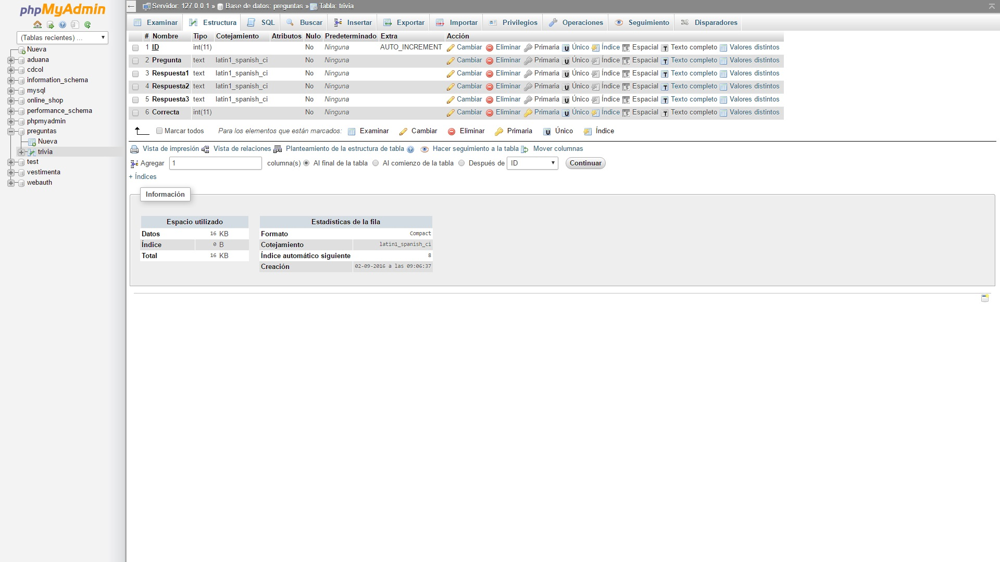 phpMyAdmin
(Tablas recientes) ...
Nueva
aduana
cdcol
information_schema
mysql
online_shop
performance_schema
phpmyadmin
preguntas
Nueva
trivia
test
vestimenta
webauth
Servidor: 127.0.0.1 » Base de datos: preguntas » Tabla: trivia
Examinar Estructura SQL Buscar Insertar Exportar Importar Privilegios Operaciones Seguimiento Disparadores
# Nombre Tipo Cotejamiento Atributos Nulo Predeterminado Extra Acción
1 ID int(11) No Ninguna AUTO_INCREMENT Cambiar Eliminar Primaria Único Índice Espacial Texto completo Valores distintos
2 Pregunta text latin1_spanish_ci No Ninguna Cambiar Eliminar Primaria Único Índice Espacial Texto completo Valores distintos
3 Respuesta1 text latin1_spanish_ci No Ninguna Cambiar Eliminar Primaria Único Índice Espacial Texto completo Valores distintos
4 Respuesta2 text latin1_spanish_ci No Ninguna Cambiar Eliminar Primaria Único Índice Espacial Texto completo Valores distintos
5 Respuesta3 text latin1_spanish_ci No Ninguna Cambiar Eliminar Primaria Único Índice Espacial Texto completo Valores distintos
6 Correcta int(11) No Ninguna Cambiar Eliminar Primaria Único Índice Espacial Texto completo Valores distintos
Marcar todos Para los elementos que están marcados: Examinar Cambiar Eliminar Primaria Único Índice
Vista de impresión Vista de relaciones Planteamiento de la estructura de tabla Hacer seguimiento a la tabla Mover columnas
Agregar 1 columna(s) Al final de la tabla Al comienzo de la tabla Después de ID Continuar
+ Índices
Información
Espacio utilizado
Datos 16 KB
Índice 0 B
Total 16 KB
Estadísticas de la fila
Formato Compact
Cotejamiento latin1_spanish_ci
Índice automático siguiente 8
Creación 02-09-2016 a las 09:06:37